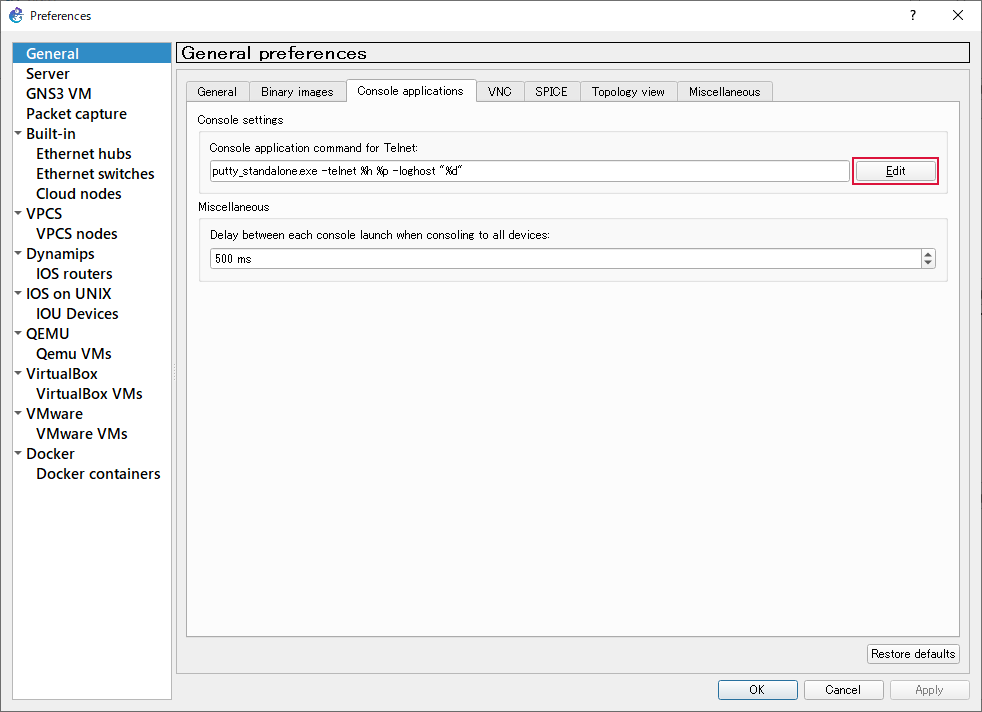 Preferences
?
General
Server
GNS3 VM
Packet capture
Built-in
Ethernet hubs
Ethernet switches
Cloud nodes
VPCS
VPCS nodes
Dynamips
IOS routers
IOS on UNIX
IOU Devices
QEMU
Qemu VMs
VirtualBox
VirtualBox VMs
VMware
VMware VMs
Docker
Docker containers
General preferences
General Binary images Console applications VNC SPICE Topology view Miscellaneous
Console settings
Console application command for Telnet:
putty_standalone.exe -telnet %h %p -loghost "%d"
Edit
Miscellaneous
Delay between each console launch when consoling to all devices:
500 ms
Restore defaults
OK Cancel Apply